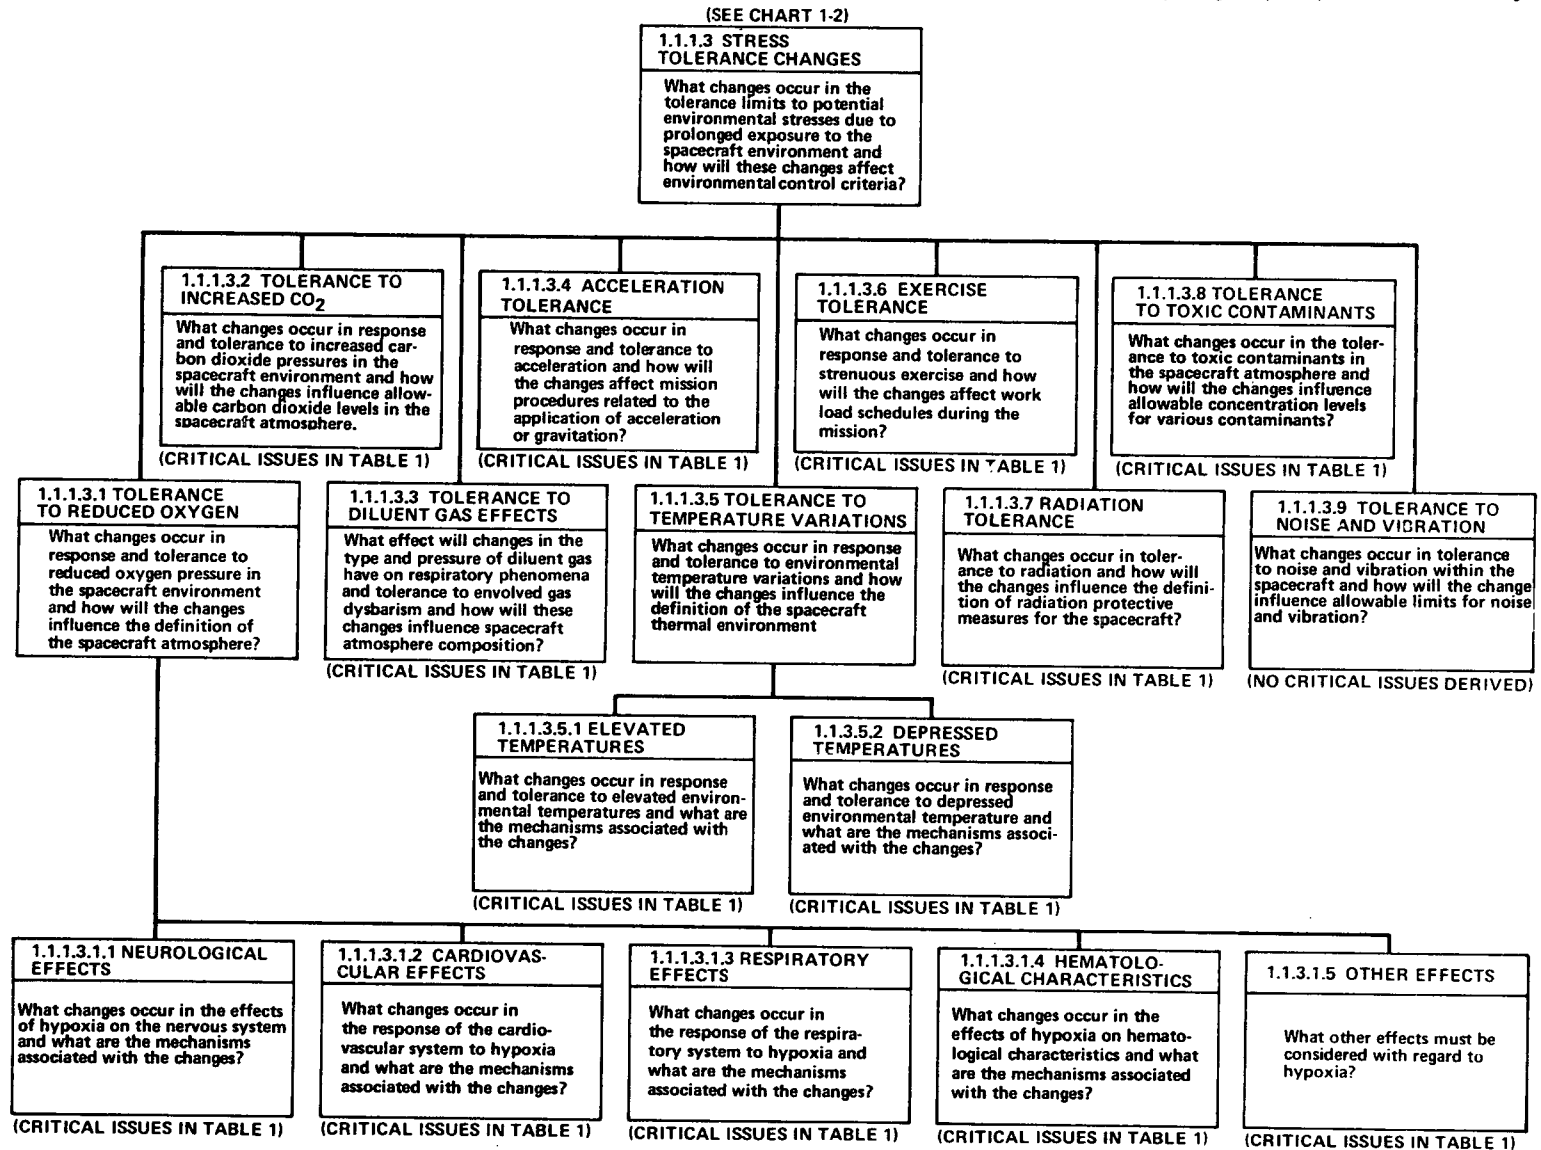 (SEE CHART 1-2)
1.1.1.3 STRESS
TOLERANCE CHANGES
What changes occur in the
tolerance limits to potential
environmental stresses due to
prolonged exposure to the
spacecraft environment and
how will these changes affect
environmental control criteria?
1.1.1.3.2 TOLERANCE TO
INCREASED CO2
What changes occur in response
and tolerance to increased car-
bon dioxide pressures in the
spacecraft environment and how
will the changes influence allow-
able carbon dioxide levels in the
spacecraft atmosphere.
(CRITICAL ISSUES IN TABLE 1)
1.1.1.3.4 ACCELERATION
TOLERANCE
What changes occur in
response and tolerance to
acceleration and how will
the changes affect mission
procedures related to the
application of acceleration
or gravitation?
(CRITICAL ISSUES IN TABLE 1)
1.1.1.3.6 EXERCISE
TOLERANCE
What changes occur in
response and tolerance to
strenuous exercise and how
will the changes affect work
load schedules during the
mission?
(CRITICAL ISSUES IN TABLE 1)
1.1.1.3.8 TOLERANCE
TO TOXIC CONTAMINANTS
What changes occur in the toler-
ance to toxic contaminants in
the spacecraft atmosphere and
how will the changes influence
allowable concentration levels
for various contaminants?
(CRITICAL ISSUES IN TABLE 1)
1.1.1.3.1 TOLERANCE
TO REDUCED OXYGEN
What changes occur in
response and tolerance to
reduced oxygen pressure in
the spacecraft environment
and how will the changes
influence the definition of
the spacecraft atmosphere?
1.1.1.3.3 TOLERANCE TO
DILUENT GAS EFFECTS
What effect will changes in the
type and pressure of diluent gas
have on respiratory phenomena
and tolerance to envolved gas
dysbarism and how will these
changes influence spacecraft
atmosphere composition?
(CRITICAL ISSUES IN TABLE 1)
1.1.1.3.5 TOLERANCE TO
TEMPERATURE VARIATIONS
What changes occur in response
and tolerance to environmental
temperature variations and how
will the changes influence the
definition of the spacecraft
thermal environment
1.1.1.3.7 RADIATION
TOLERANCE
What changes occur in toler-
ance to radiation and how will
the changes influence the defini-
tion of radiation protective
measures for the spacecraft?
(CRITICAL ISSUES IN TABLE 1)
1.1.1.3.9 TOLERANCE TO
NOISE AND VIBRATION
What changes occur in tolerance
to noise and vibration within the
spacecraft and how will the change
influence allowable limits for noise
and vibration?
(NO CRITICAL ISSUES DERIVED)
1.1.1.3.5.1 ELEVATED
TEMPERATURES
What changes occur in response
and tolerance to elevated environ-
mental temperatures and what are
the mechanisms associated with
the changes?
(CRITICAL ISSUES IN TABLE 1)
1.1.3.5.2 DEPRESSED
TEMPERATURES
What changes occur in response
and tolerance to depressed
environmental temperature and
what are the mechanisms associ-
ated with the changes?
(CRITICAL ISSUES IN TABLE 1)
1.1.1.3.1.1 NEUROLOGICAL
EFFECTS
What changes occur in the effects
of hypoxia on the nervous system
and what are the mechanisms
associated with the changes?
(CRITICAL ISSUES IN TABLE 1)
1.1.1.3.1.2 CARDIOVAS-
CULAR EFFECTS
What changes occur in
the response of the cardio-
vascular system to hypoxia
and what are the mechanisms
associated with the changes?
(CRITICAL ISSUES IN TABLE 1)
1.1.1.3.1.3 RESPIRATORY
EFFECTS
What changes occur in
the response of the respira-
tory system to hypoxia and
what are the mechanisms
associated with the changes?
(CRITICAL ISSUES IN TABLE 1)
1.1.1.3.1.4 HEMATOLO-
GICAL CHARACTERISTICS
What changes occur in the
effects of hypoxia on hemato-
logical characteristics and what
are the mechanisms associated
with the changes?
(CRITICAL ISSUES IN TABLE 1)
1.1.3.1.5 OTHER EFFECTS
What other effects must be
considered with regard to
hypoxia?
(CRITICAL ISSUES IN TABLE 1)